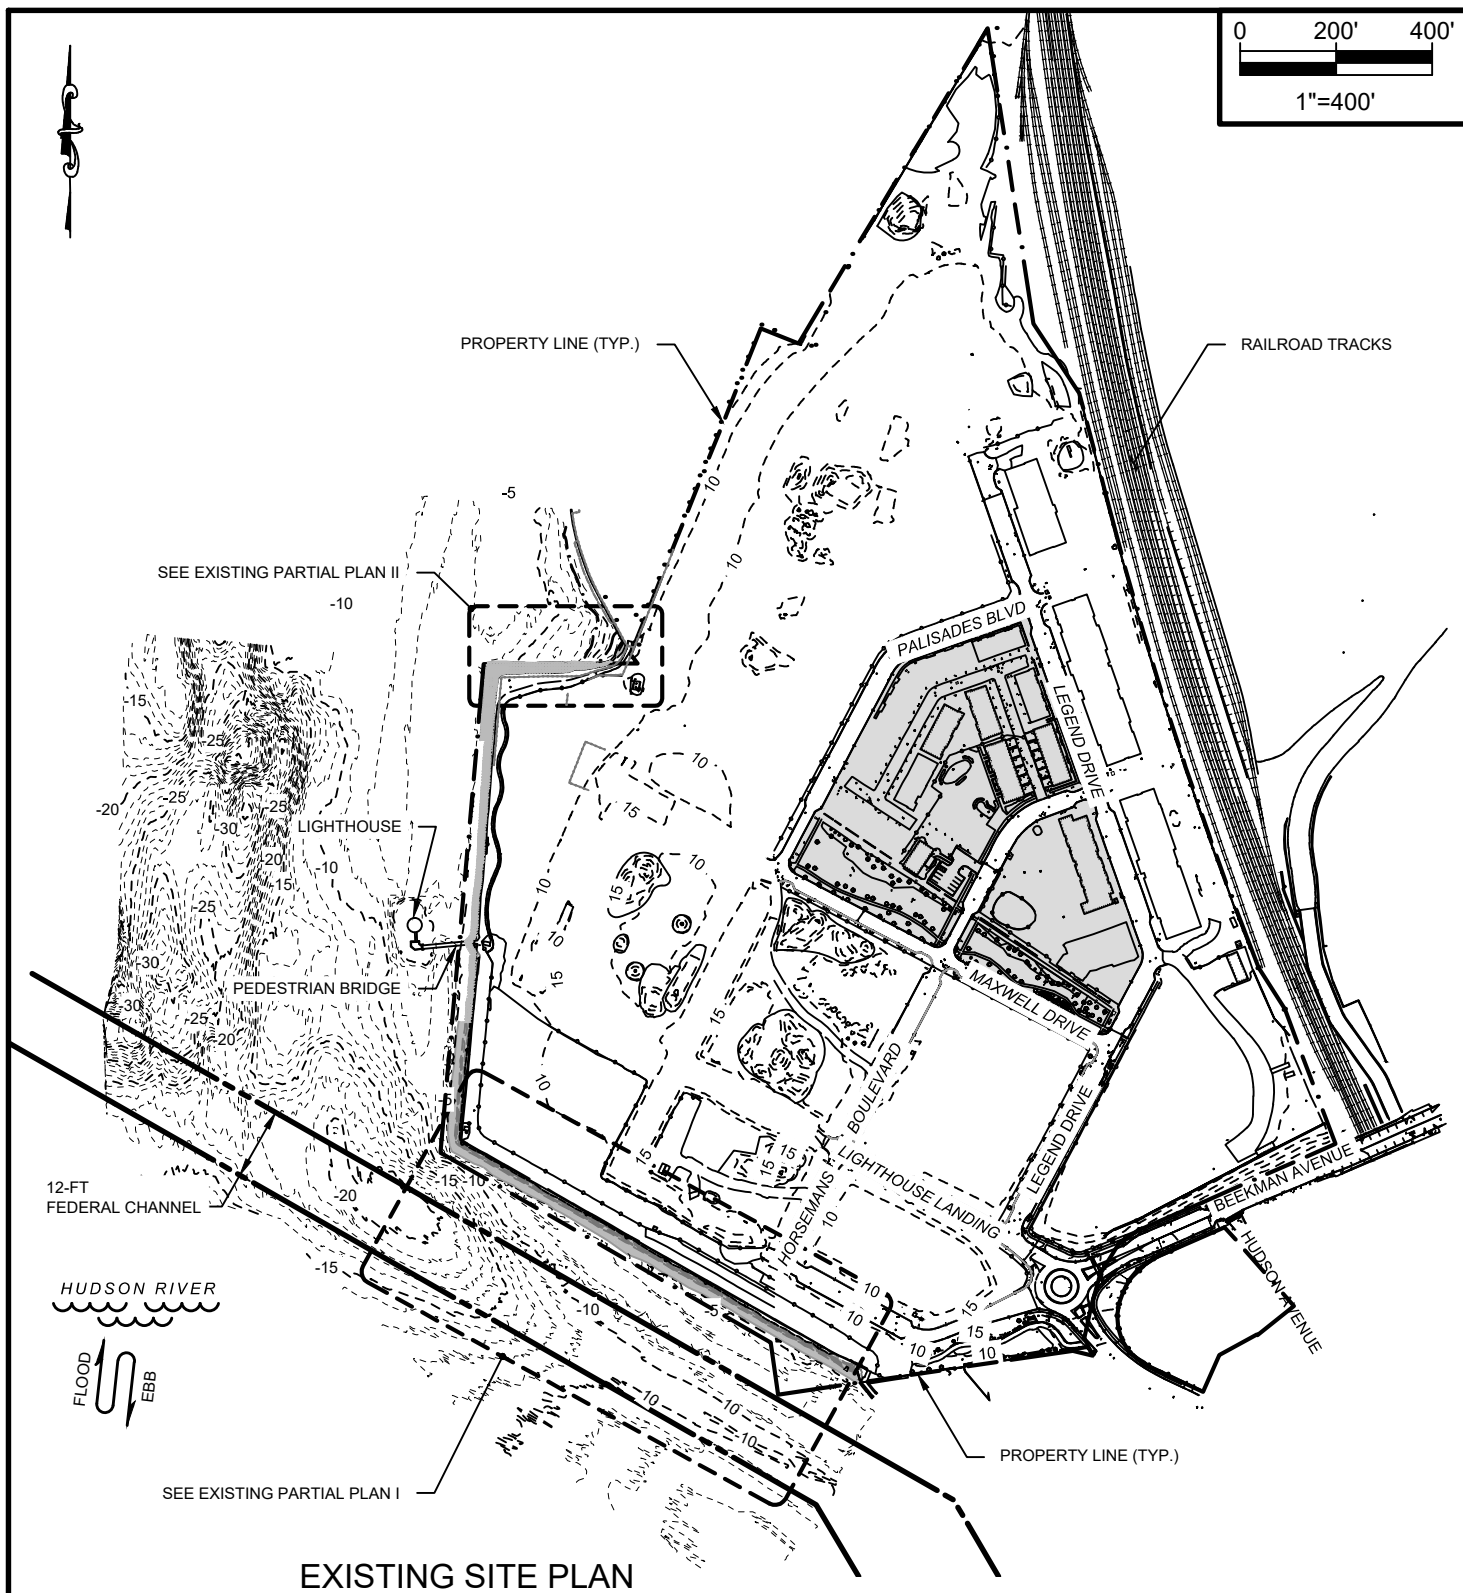 0 200' 400'
1"=400'
PROPERTY LINE (TYP.)
RAILROAD TRACKS
-5
10
SEE EXISTING PARTIAL PLAN II
-10
10
PALISADES BLVD
LEGEND DRIVE
-15
-25
10
-20
-25
-25
15
-30
LIGHTHOUSE
-20
-10
10
-15
10
15
10
-25
10
-30
15
PEDESTRIAN BRIDGE
MAXWELL DRIVE
-30
-25
15
-20
BOULEVARD
10
-5
LEGEND DRIVE
15
15
15
LIGHTHOUSE LANDING
BEEKMAN AVENUE
12-FT
FEDERAL CHANNEL
-15
-10
-20
HORSEMANS
10
HUDSON AVENUE
-15
HUDSON RIVER
10
-10
-5
10
15
10
15
10
10
FLOOD
EBB
10
-10
-10
PROPERTY LINE (TYP.)
SEE EXISTING PARTIAL PLAN I
EXISTING SITE PLAN